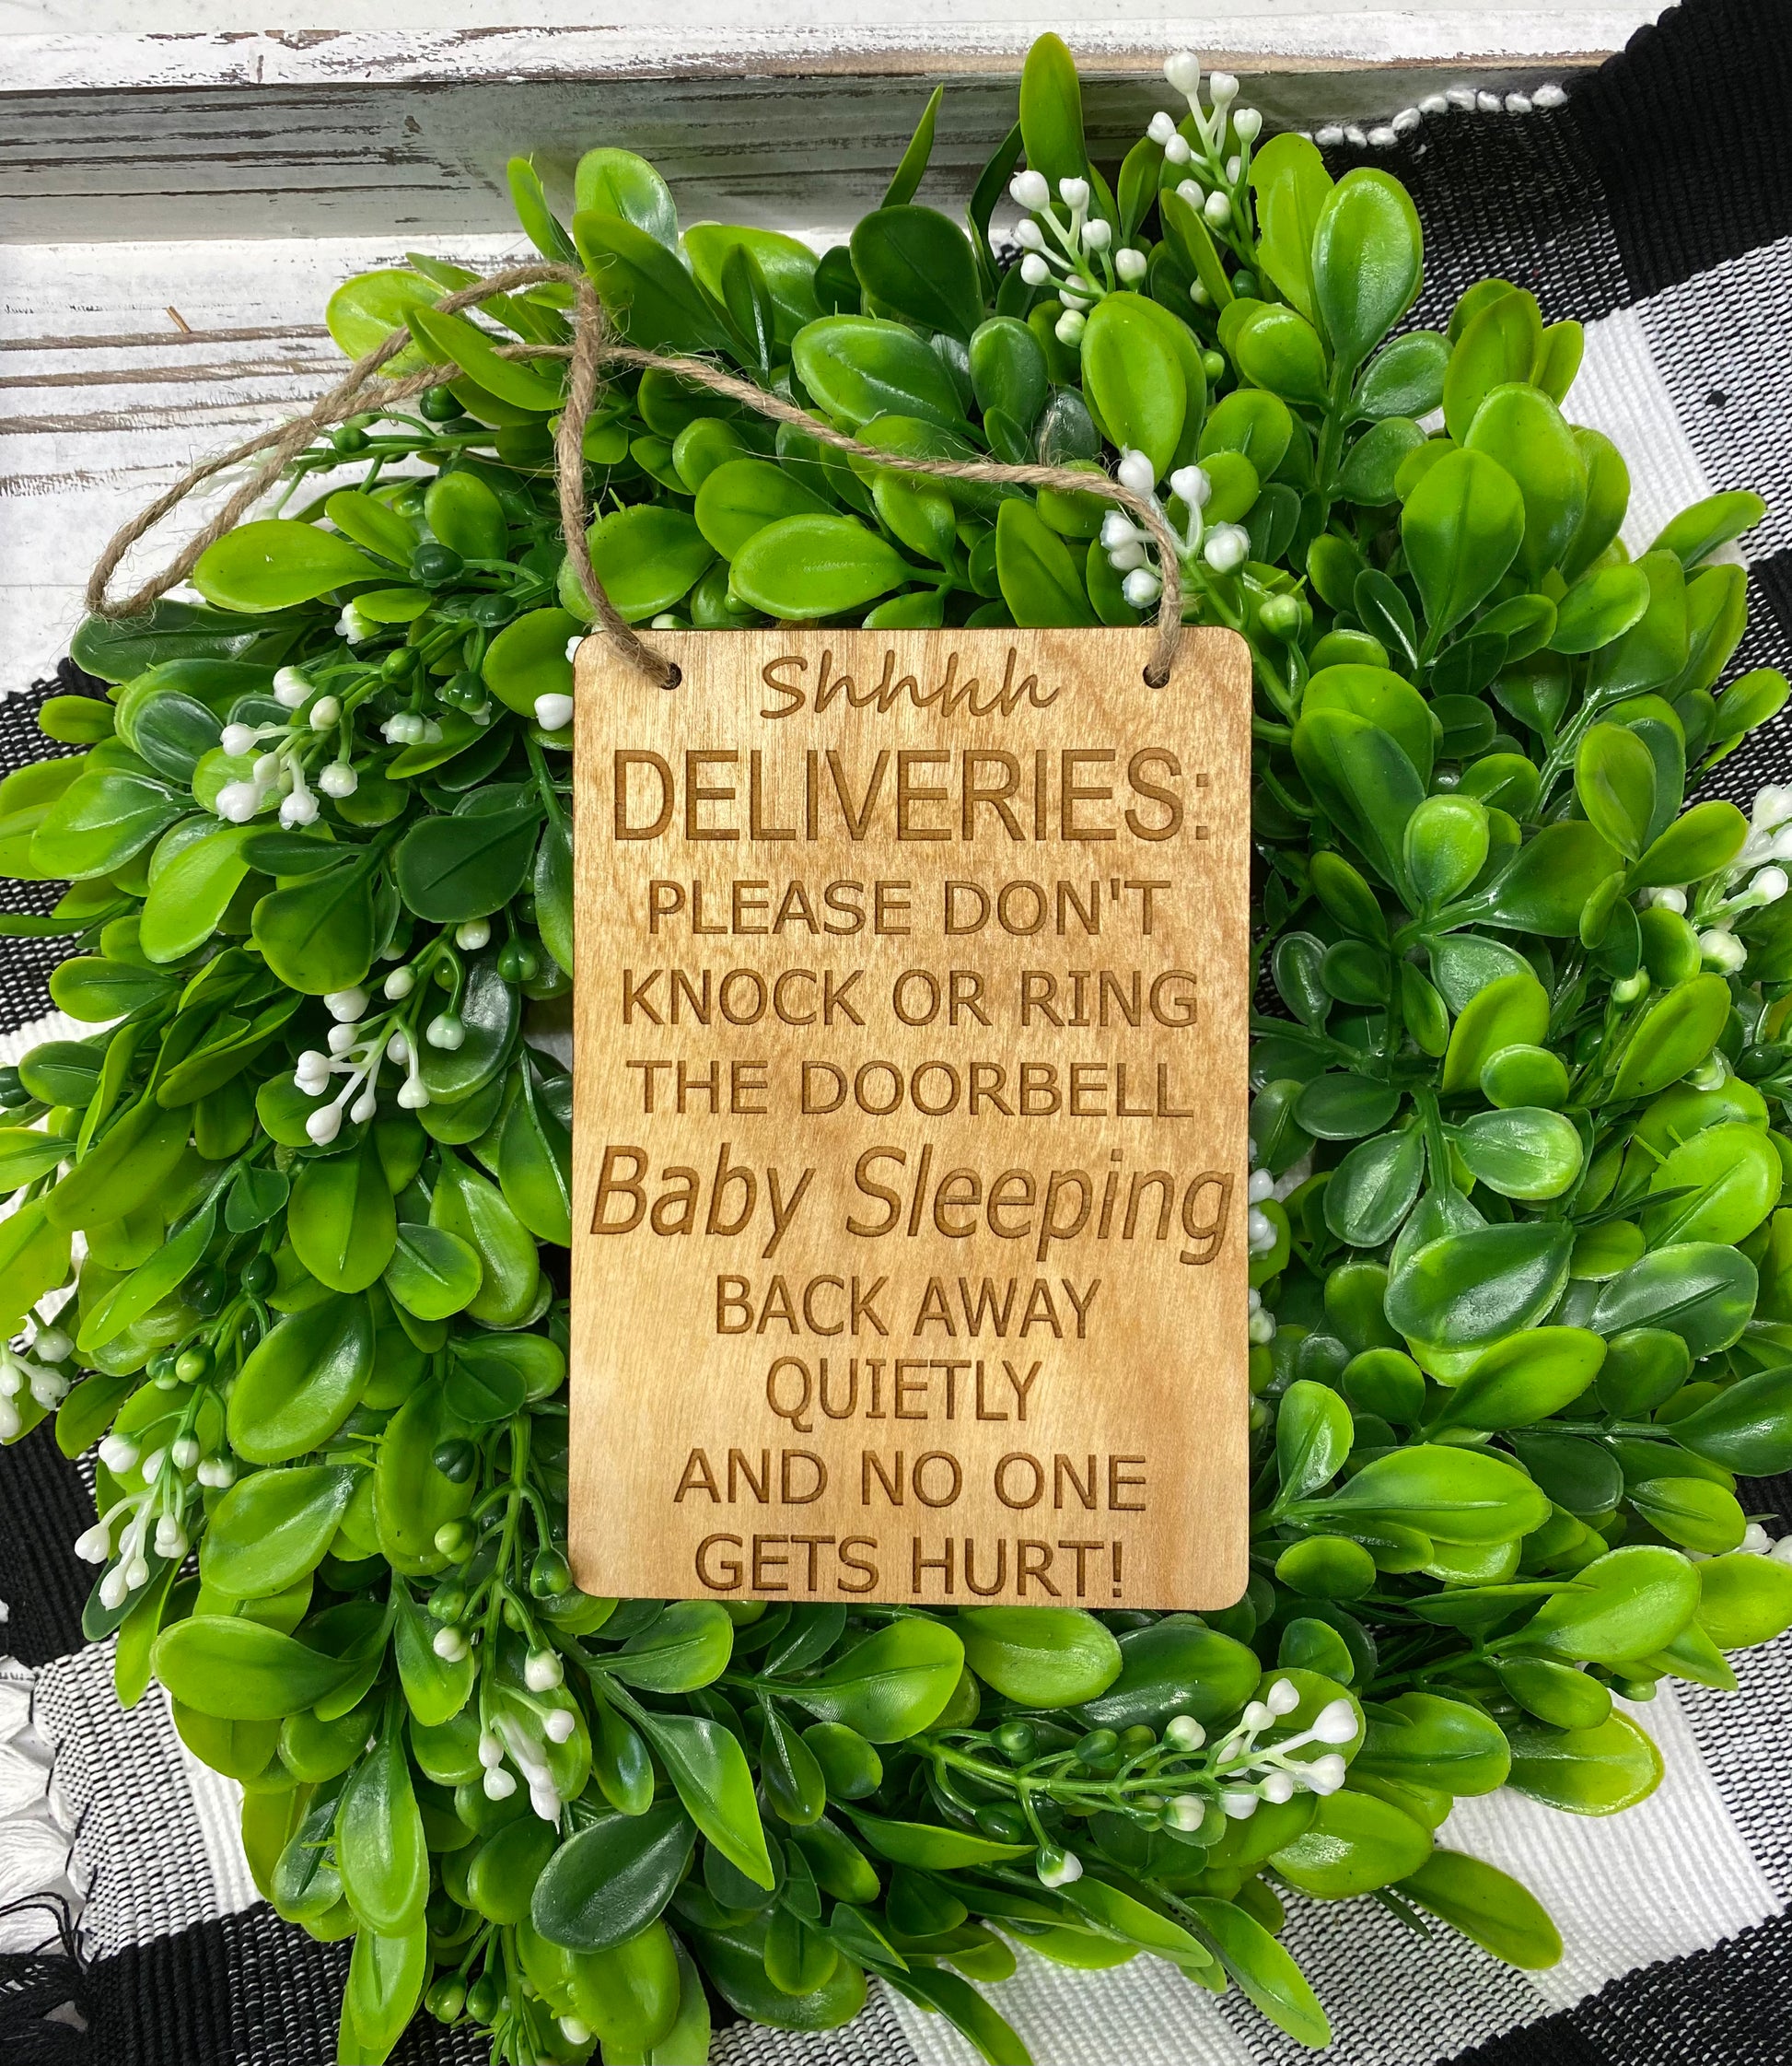 Shhhh
DELIVERIES:
PLEASE DON'T
KNOCK OR RING
THE DOORBELL
Baby Sleeping
BACK AWAY
QUIETLY
AND NO ONE
GETS HURT!